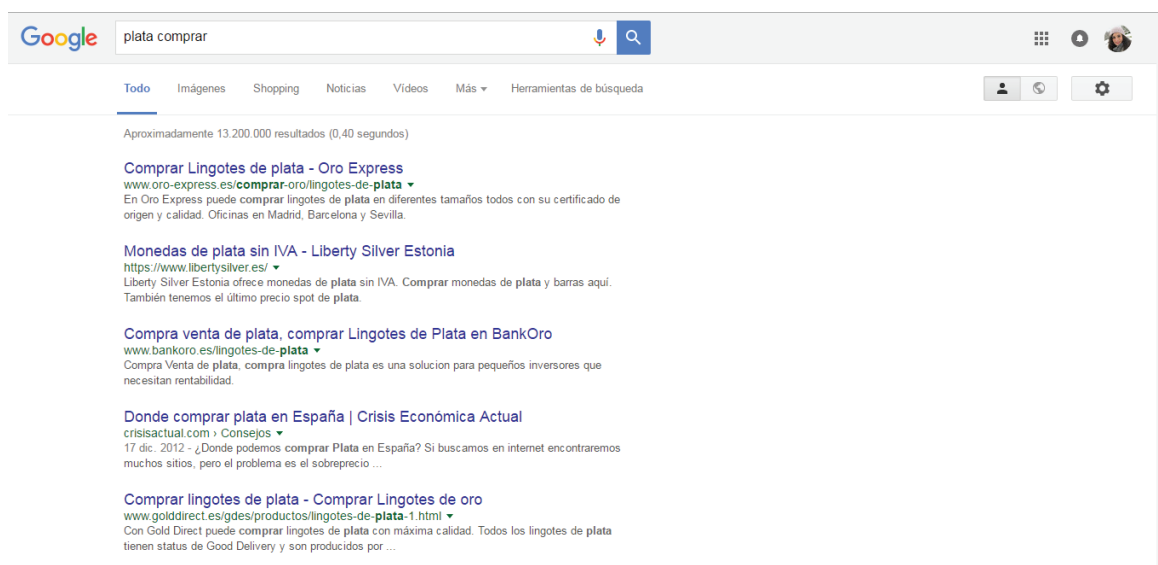 Google plata comprar
Todo Imágenes Shopping Noticias Vídeos Más Herramientas de búsqueda
Aproximadamente 13.200.000 resultados (0,40 segundos)
Comprar Lingotes de plata - Oro Express
www.oro-express.es/comprar-oro/lingotes-de-plata
En Oro Express puede comprar lingotes de plata en diferentes tamaños todos con su certificado de
origen y calidad. Oficinas en Madrid, Barcelona y Sevilla.
Monedas de plata sin IVA - Liberty Silver Estonia
https://www.libertysilver.es/
Liberty Silver Estonia ofrece monedas de plata sin IVA. Comprar monedas de plata y barras aquí.
También tenemos el último precio spot de plata.
Compra venta de plata, comprar Lingotes de Plata en BankOro
www.bankoro.es/lingotes-de-plata
Compra Venta de plata, compra lingotes de plata es una solucion para pequeños inversores que
necesitan rentabilidad.
Donde comprar plata en España | Crisis Económica Actual
crisisactual.com › Consejos
17 dic. 2012 - ¿Donde podemos comprar Plata en España? Si buscamos en internet encontraremos
muchos sitios, pero el problema es el sobreprecio ...
Comprar lingotes de plata - Comprar Lingotes de oro
www.golddirect.es/gdes/productos/lingotes-de-plata-1.html
Con Gold Direct puede comprar lingotes de plata con máxima calidad. Todos los lingotes de plata
tienen status de Good Delivery y son producidos por ...